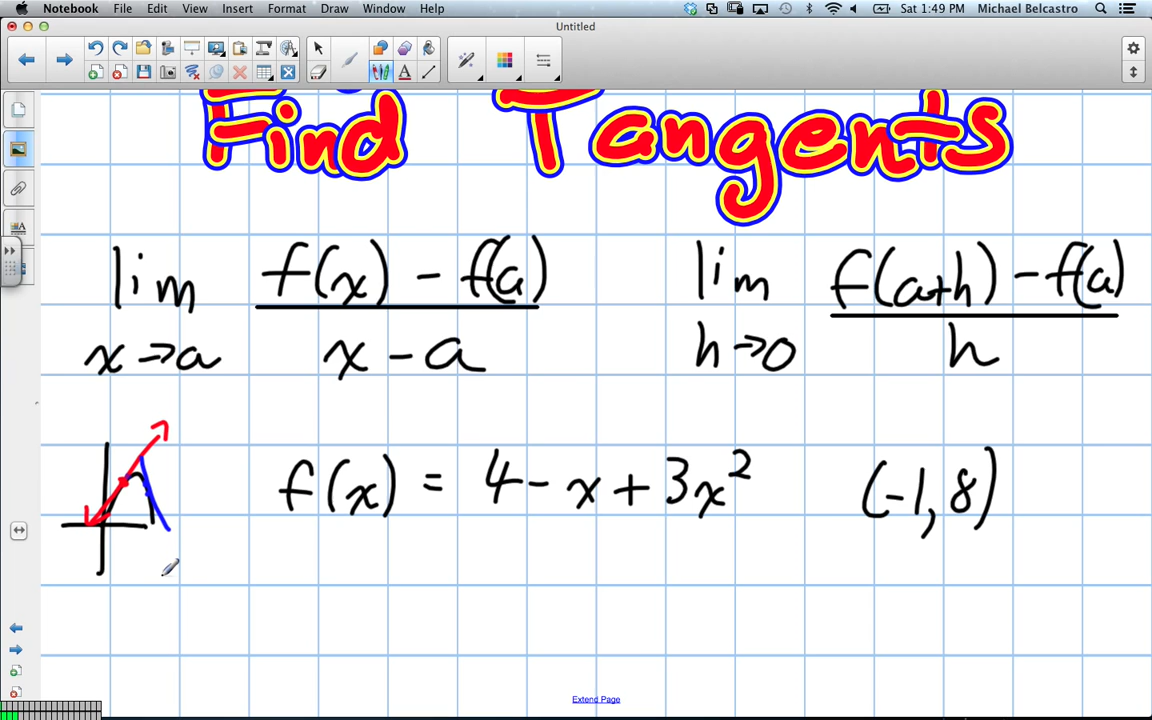 Notebook File Edit View Insert Format Draw Window Help Sat 1:49 PM Michael Belcastro
Untitled
Find Tangents
lim f(x) - f(a)
x→a x - a
lim f(a+h) - f(a)
h→0 h
f(x) = 4 - x + 3x² (-1, 8)
Extend Page